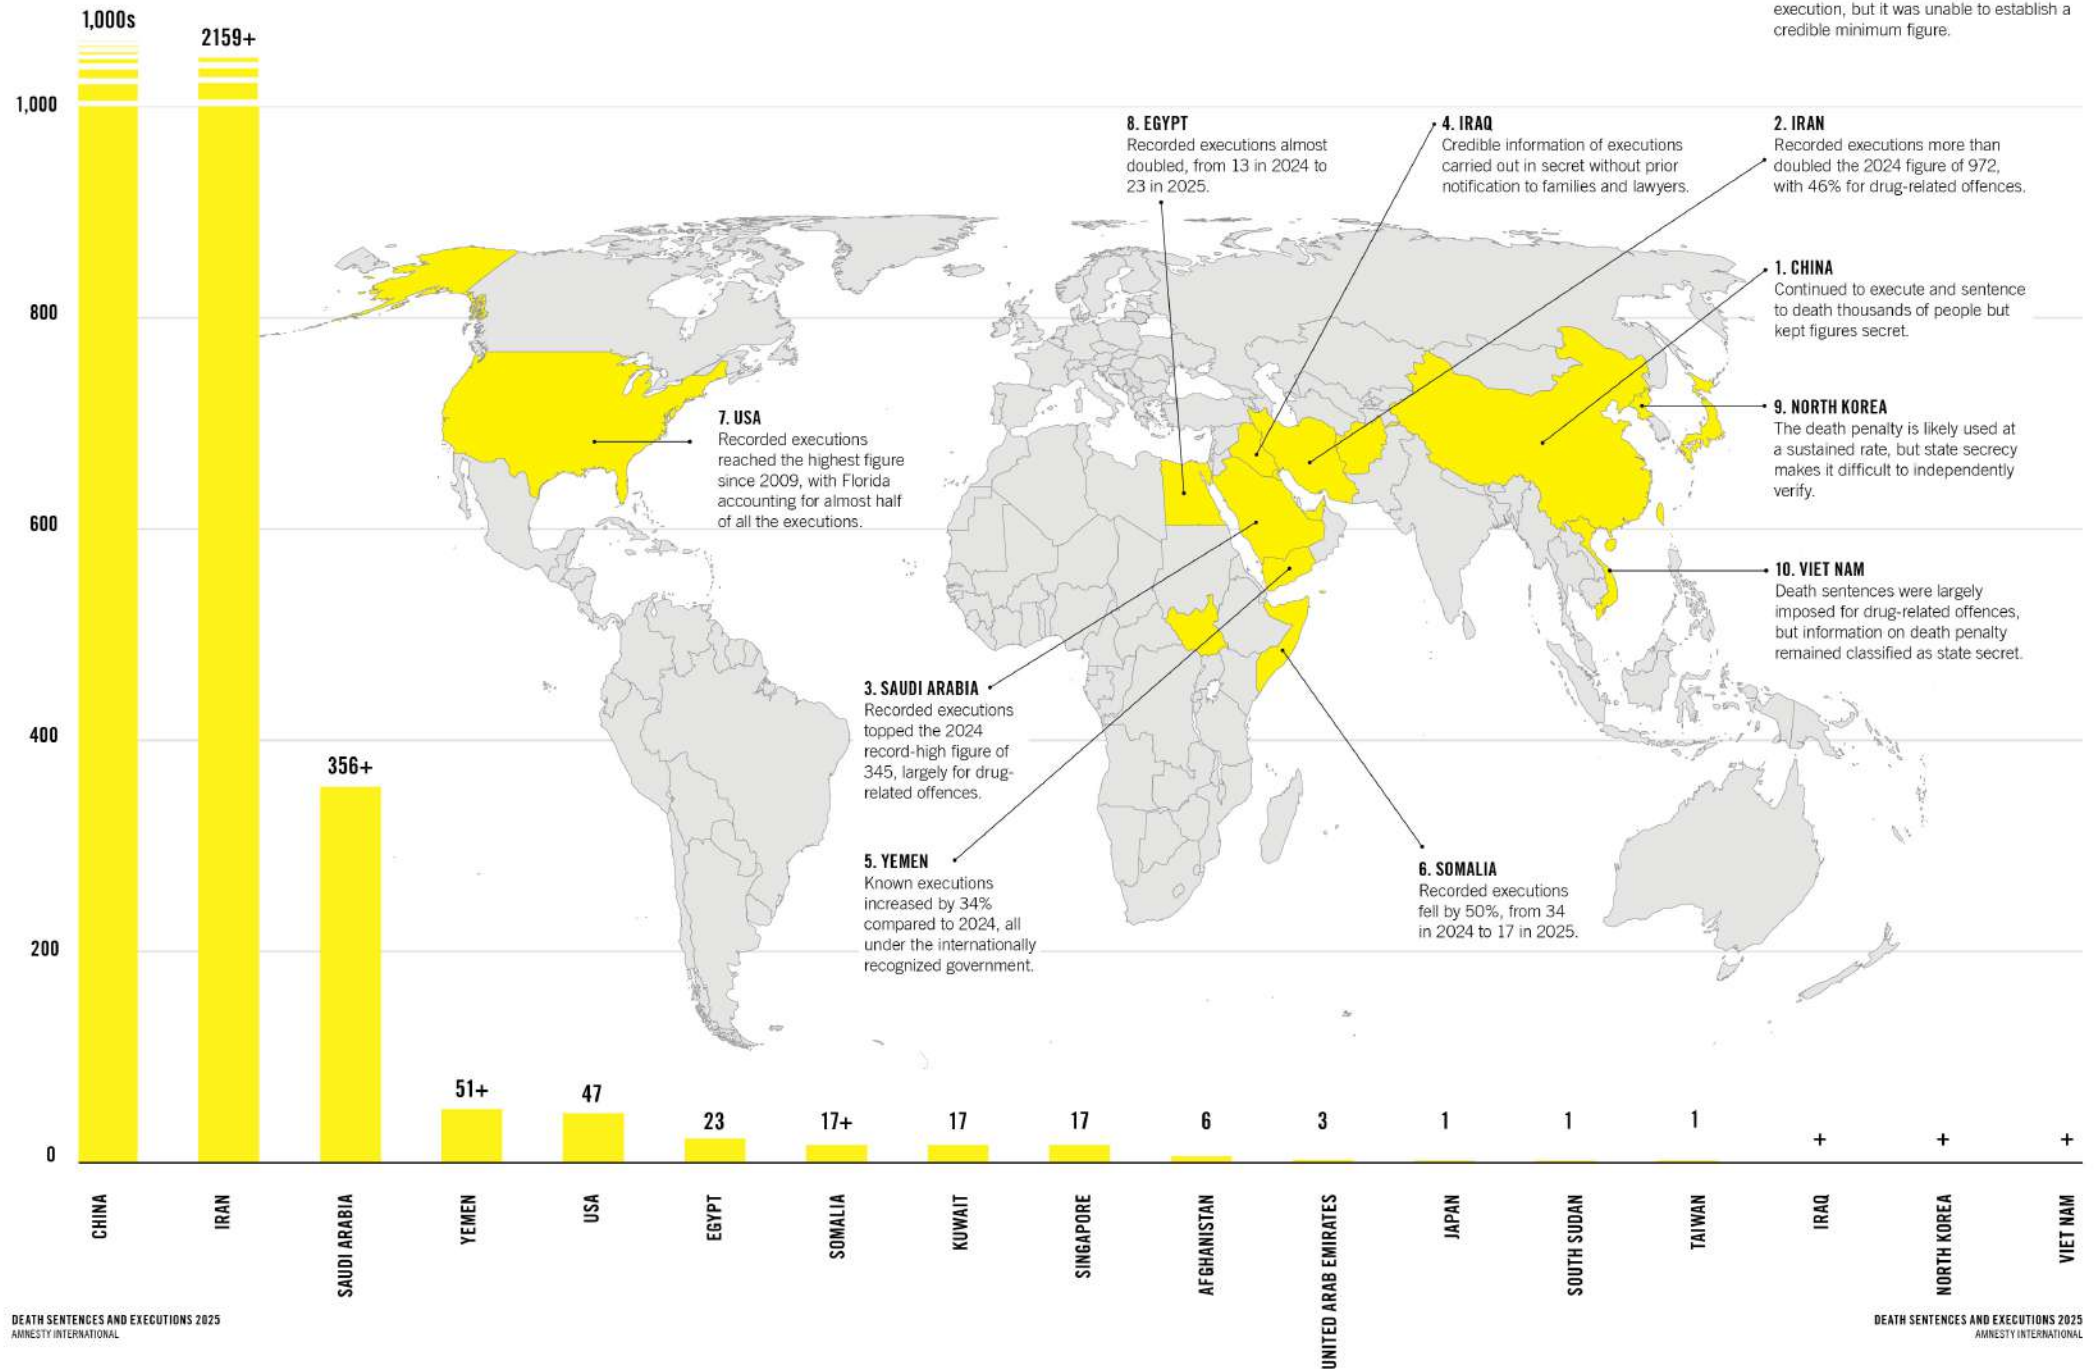 execution, but it was unable to establish a
credible minimum figure.
1,000s
2159+
1,000
800
600
400
200
0
8. EGYPT
Recorded executions almost
doubled, from 13 in 2024 to
23 in 2025.
4. IRAQ
Credible information of executions
carried out in secret without prior
notification to families and lawyers.
2. IRAN
Recorded executions more than
doubled the 2024 figure of 972,
with 46% for drug-related offences.
1. CHINA
Continued to execute and sentence
to death thousands of people but
kept figures secret.
7. USA
Recorded executions
reached the highest figure
since 2009, with Florida
accounting for almost half
of all the executions.
9. NORTH KOREA
The death penalty is likely used at
a sustained rate, but state secrecy
makes it difficult to independently
verify.
10. VIET NAM
Death sentences were largely
imposed for drug-related offences,
but information on death penalty
remained classified as state secret.
3. SAUDI ARABIA
Recorded executions
topped the 2024
record-high figure of
345, largely for drug-
related offences.
5. YEMEN
Known executions
increased by 34%
compared to 2024, all
under the internationally
recognized government.
6. SOMALIA
Recorded executions
fell by 50%, from 34
in 2024 to 17 in 2025.
356+
51+
47
23
17+
17
17
6
3
1
1
1
+
+
+
CHINA
IRAN
SAUDI ARABIA
YEMEN
USA
EGYPT
SOMALIA
KUWAIT
SINGAPORE
AFGHANISTAN
UNITED ARAB EMIRATES
JAPAN
SOUTH SUDAN
TAIWAN
IRAQ
NORTH KOREA
VIET NAM
DEATH SENTENCES AND EXECUTIONS 2025
AMNESTY INTERNATIONAL
DEATH SENTENCES AND EXECUTIONS 2025
AMNESTY INTERNATIONAL